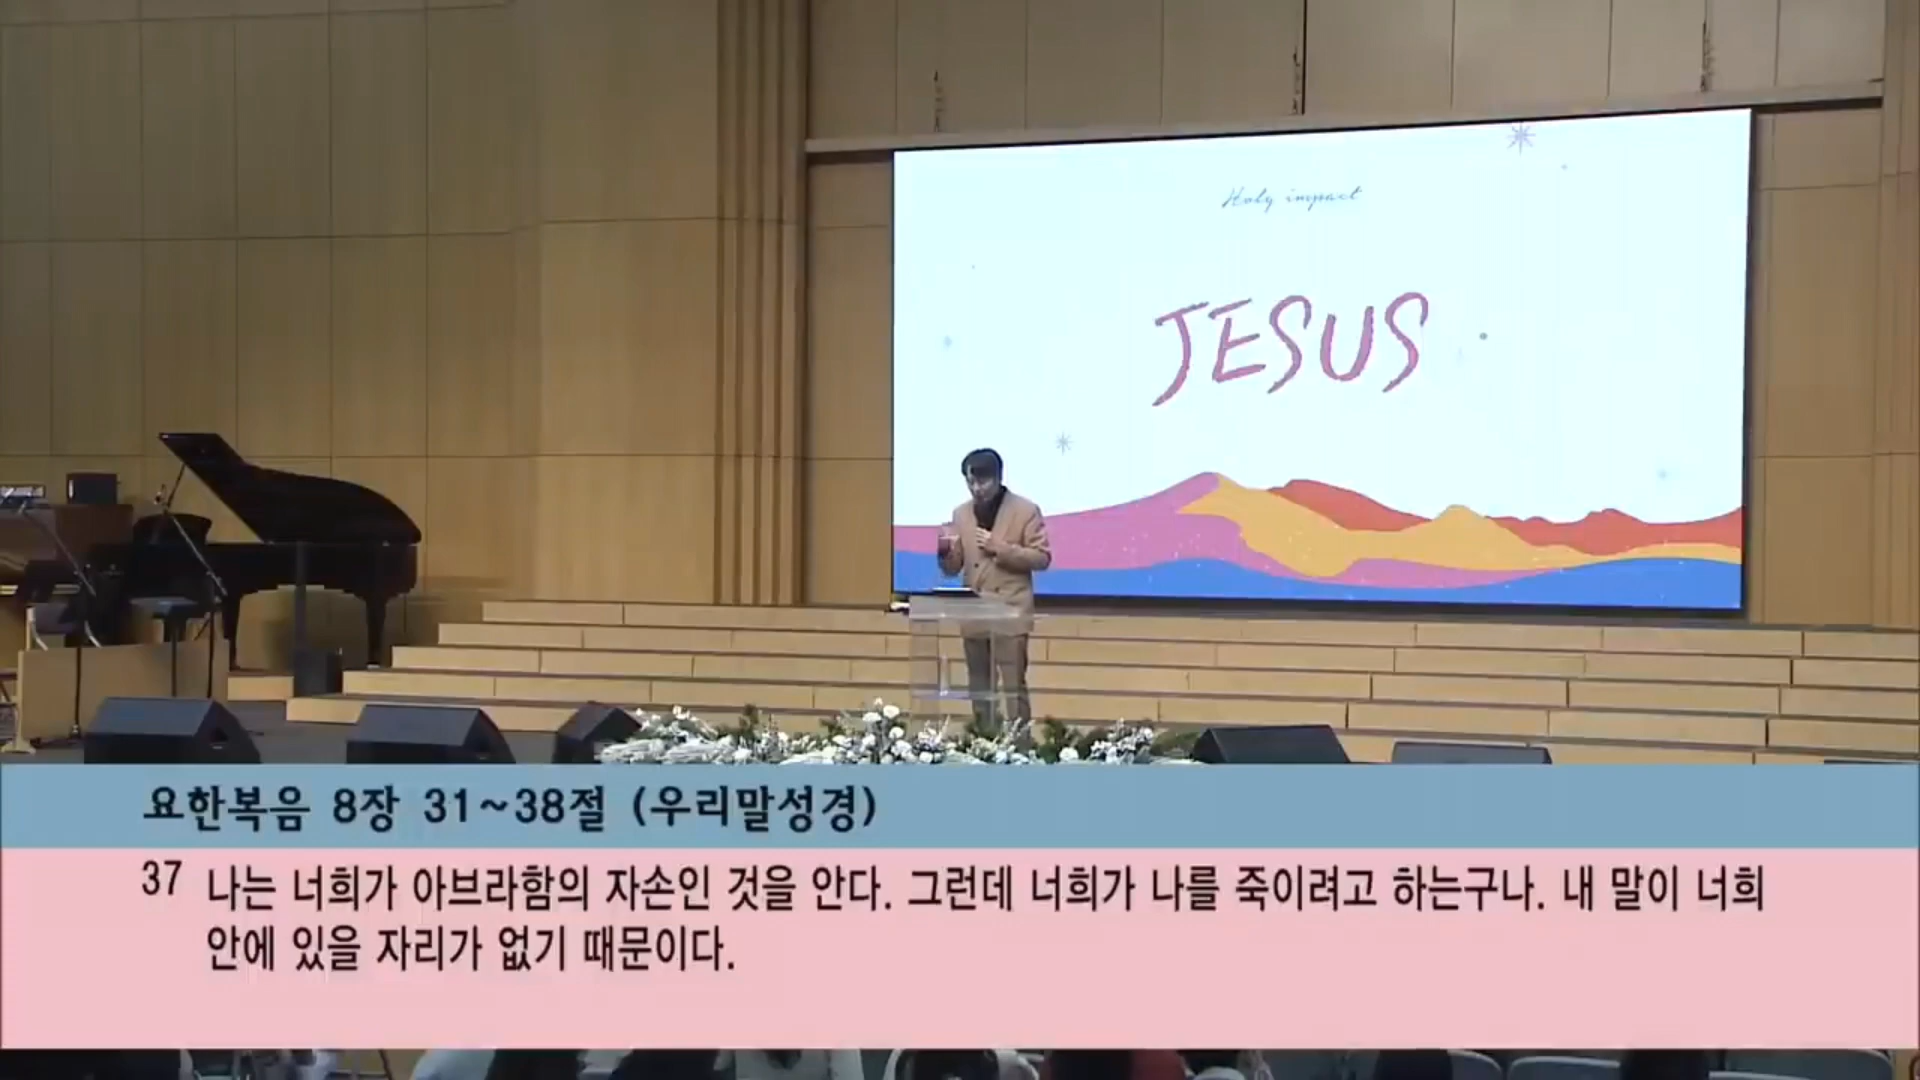 Holy impact
JESUS
요한복음 8장 31~38절 (우리말성경)
37 나는 너희가 아브라함의 자손인 것을 안다. 그런데 너희가 나를 죽이려고 하는구나. 내 말이 너희
안에 있을 자리가 없기 때문이다.